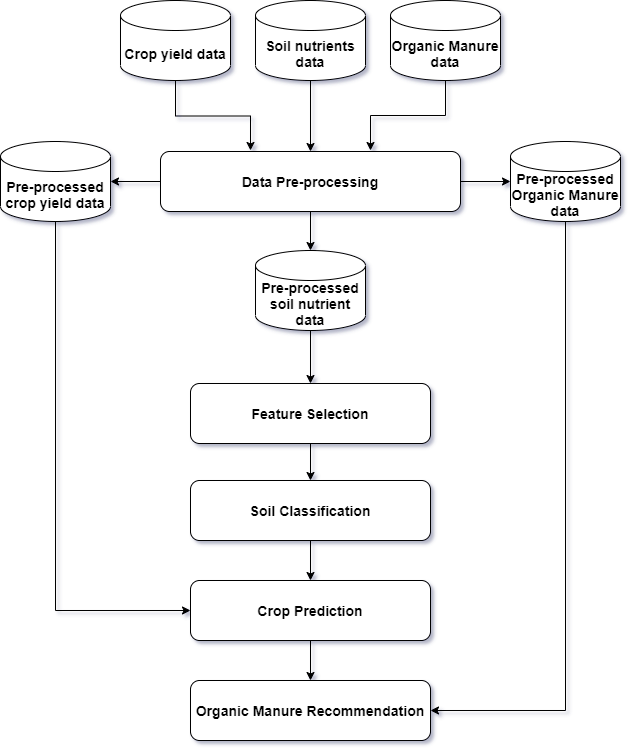 Crop yield data
Soil nutrients
data
Organic Manure
data
Data Pre-processing
Pre-processed
crop yield data
Pre-processed
Organic Manure
data
Pre-processed
soil nutrient
data
Feature Selection
Soil Classification
Crop Prediction
Organic Manure Recommendation